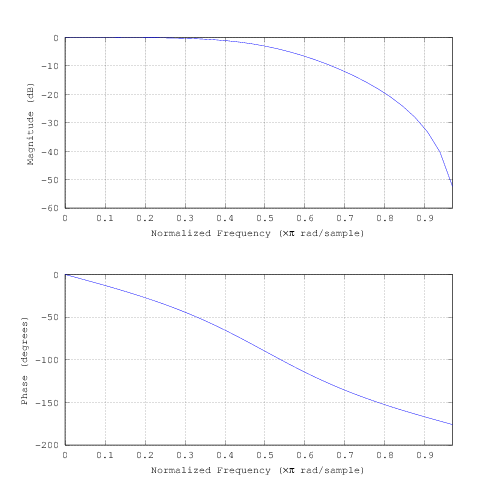 0
-10
-20
-30
-40
-50
-60
Magnitude (dB)
0 0.1 0.2 0.3 0.4 0.5 0.6 0.7 0.8 0.9
Normalized Frequency (×π rad/sample)
0
-50
-100
-150
-200
Phase (degrees)
0 0.1 0.2 0.3 0.4 0.5 0.6 0.7 0.8 0.9
Normalized Frequency (×π rad/sample)